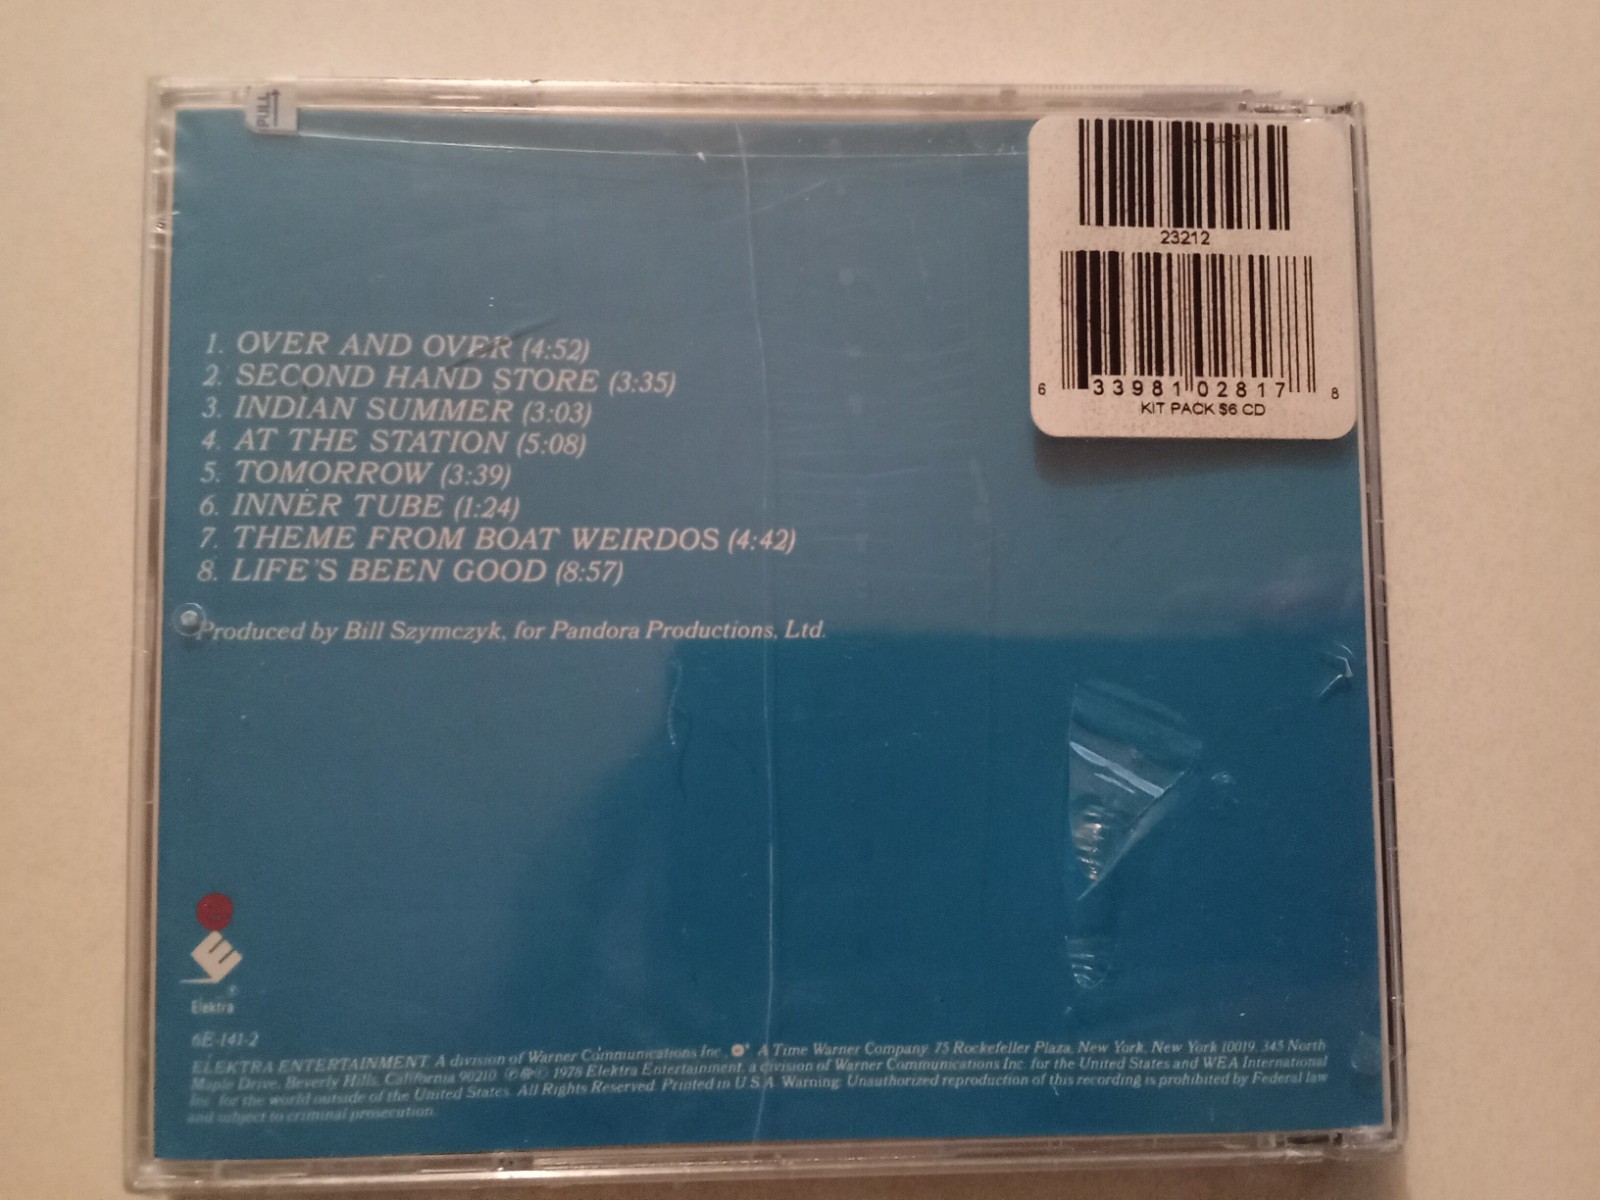 PULL
23212
6 33981 02817 8
KIT PACK $6 CD
1. OVER AND OVER (4:52)
2. SECOND HAND STORE (3:35)
3. INDIAN SUMMER (3:03)
4. AT THE STATION (5:08)
5. TOMORROW (3:39)
6. INNER TUBE (1:24)
7. THEME FROM BOAT WEIRDOS (4:42)
8. LIFE'S BEEN GOOD (8:57)
Produced by Bill Szymczyk, for Pandora Productions, Ltd.
E
Elektra
6E-141-2
ELEKTRA ENTERTAINMENT, A division of Warner Communications Inc., A Time Warner Company. 75 Rockefeller Plaza, New York, New York 10019. 345 North
Maple Drive, Beverly Hills, California 90210. ℗&© 1978 Elektra Entertainment, a division of Warner Communications Inc. for the United States and WEA International
Inc. for the world outside of the United States. All Rights Reserved. Printed in U S A. Warning: Unauthorized reproduction of this recording is prohibited by Federal law
and subject to criminal prosecution.